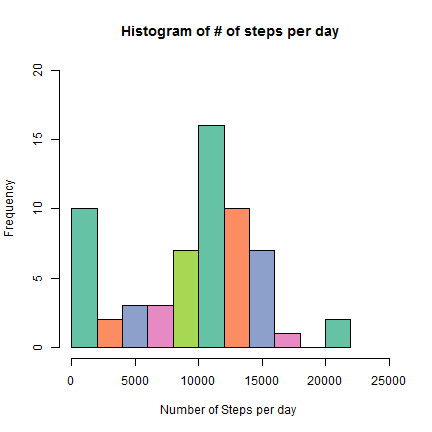 Histogram of # of steps per day
20
15
10
5
0
Frequency
0 5000 10000 15000 20000 25000
Number of Steps per day